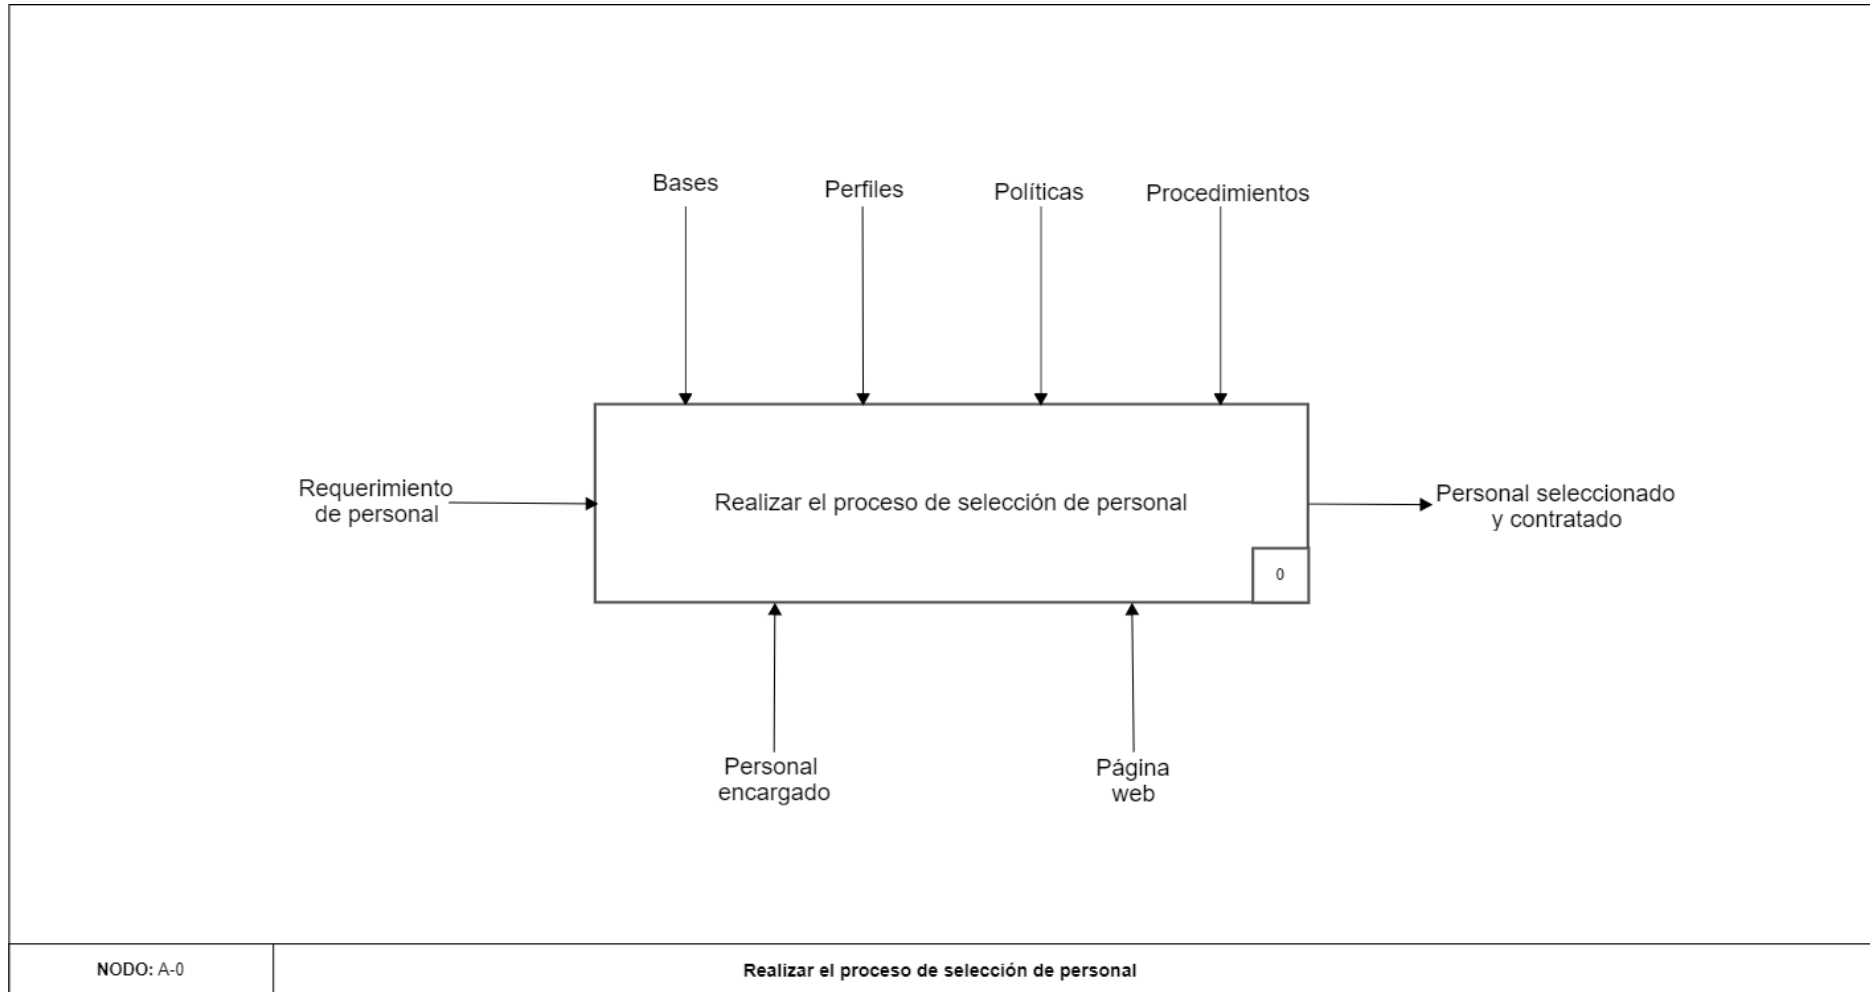 Bases
Perfiles
Políticas
Procedimientos
Requerimiento
de personal
Realizar el proceso de selección de personal
Personal seleccionado
y contratado
0
Personal
encargado
Página
web
NODO: A-0
Realizar el proceso de selección de personal